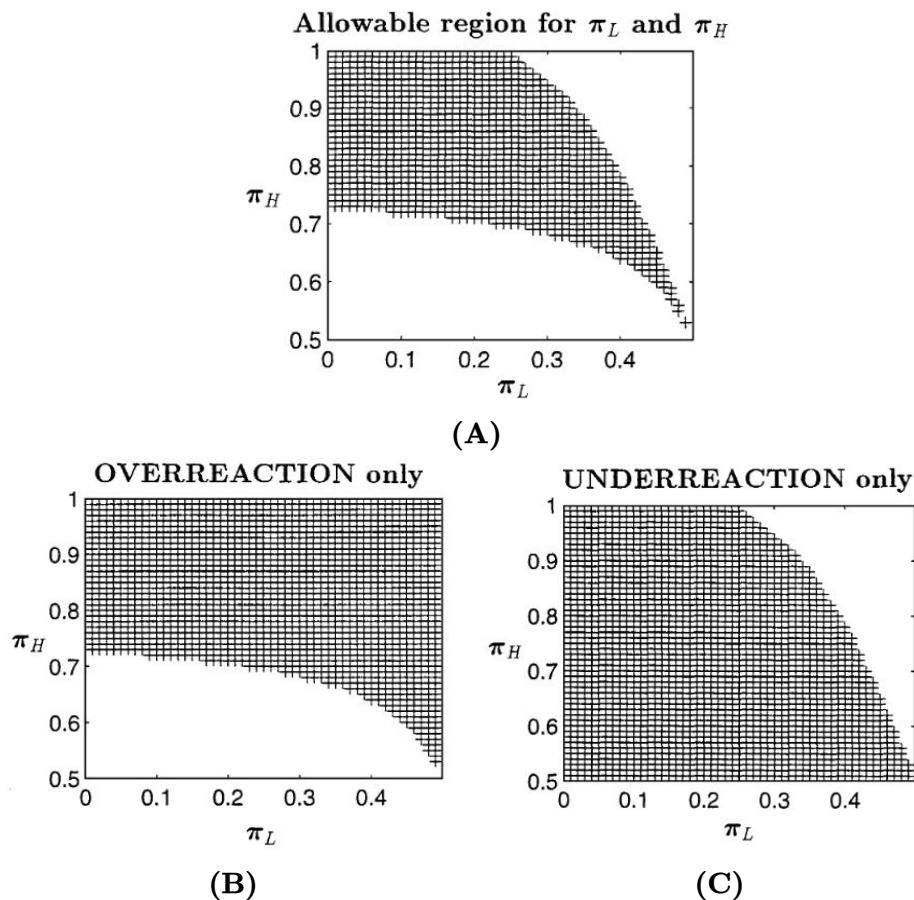 Allowable region for π_L and π_H
1
0.9
0.8
π_H
0.7
0.6
0.5
0 0.1 0.2 0.3 0.4
π_L
(A)
OVERREACTION only
1
0.9
0.8
π_H
0.7
0.6
0.5
0 0.1 0.2 0.3 0.4
π_L
(B)
UNDERREACTION only
1
0.9
0.8
π_H
0.7
0.6
0.5
0 0.1 0.2 0.3 0.4
π_L
(C)